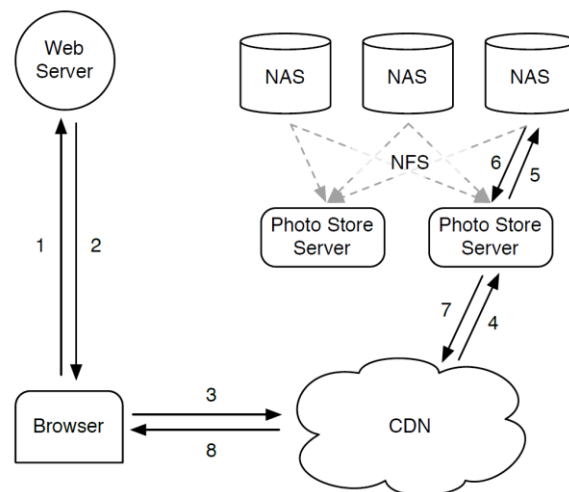 Web
Server
NAS
NAS
NAS
NFS
6
5
Photo Store
Server
Photo Store
Server
1
2
7
4
3
Browser
CDN
8